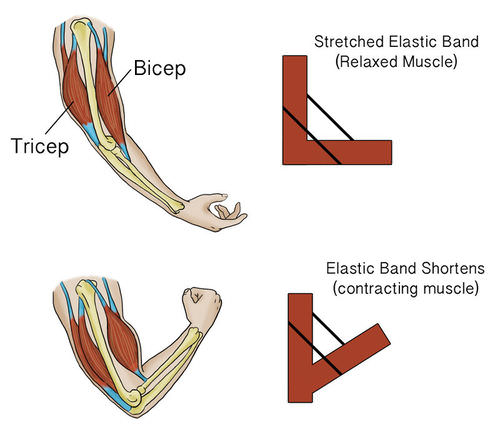 Stretched Elastic Band
(Relaxed Muscle)
Bicep
Tricep
Elastic Band Shortens
(contracting muscle)